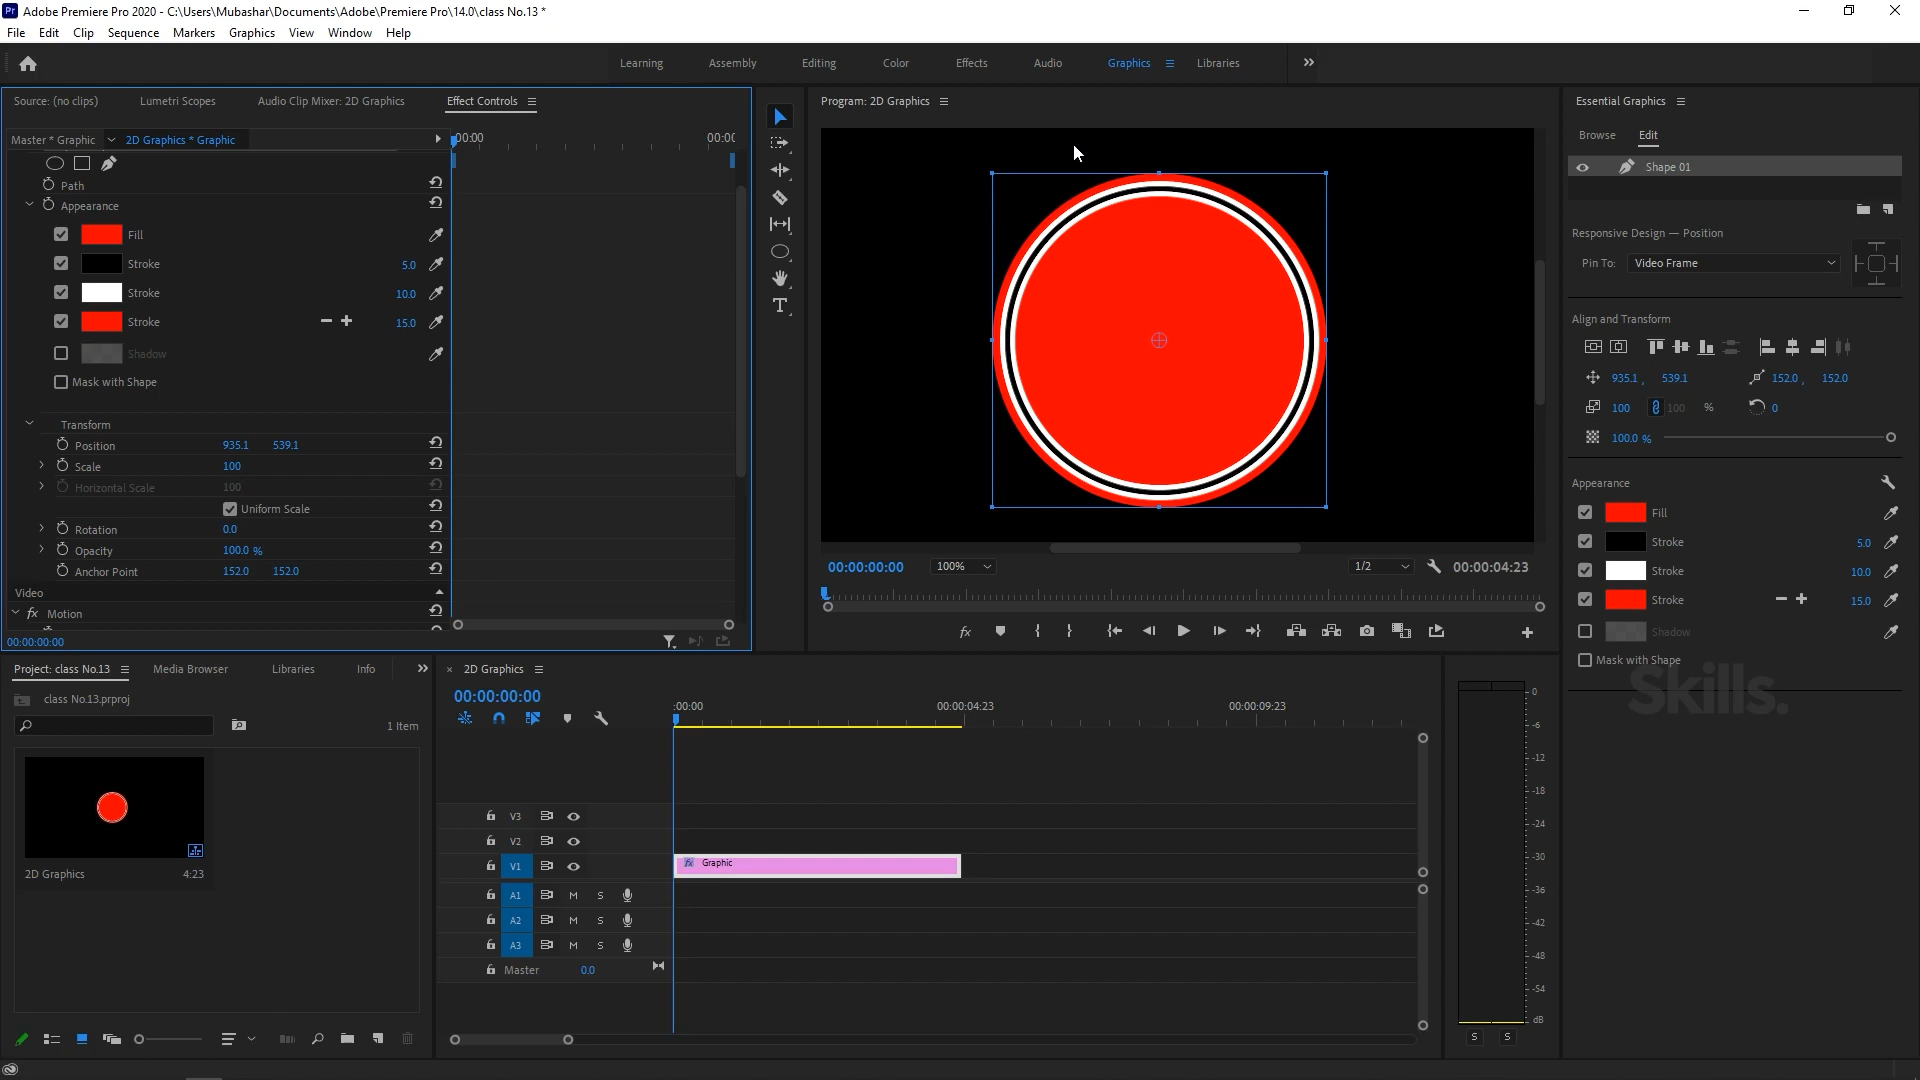 Adobe Premiere Pro 2020 - C:\Users\Mubashar\Documents\Adobe\Premiere Pro\14.0\class No.13 *
File Edit Clip Sequence Markers Graphics View Window Help
Learning Assembly Editing Color Effects Audio Graphics Libraries
Source: (no clips) Lumetri Scopes Audio Clip Mixer: 2D Graphics Effect Controls
Master * Graphic 2D Graphics * Graphic
00:00 00:00
Path
Appearance
Fill
Stroke 5.0
Stroke 10.0
Stroke 15.0
Shadow
Mask with Shape
Transform
Position 935.1 539.1
Scale 100
Horizontal Scale 100
Uniform Scale
Rotation 0.0
Opacity 100.0 %
Anchor Point 152.0 152.0
Video
fx Motion
00:00:00:00
Program: 2D Graphics
00:00:00:00 100% 1/2 00:00:04:23
fx
Essential Graphics
Browse Edit
Shape 01
Responsive Design — Position
Pin To: Video Frame
Align and Transform
935.1 , 539.1 152.0 , 152.0
100 100 % 0
100.0 %
Appearance
Fill
Stroke 5.0
Stroke 10.0
Stroke 15.0
Shadow
Mask with Shape
Skills.
Project: class No.13 Media Browser Libraries Info
class No.13.prproj
1 Item
2D Graphics 4:23
× 2D Graphics
00:00:00:00
:00:00 00:00:04:23 00:00:09:23
V3
V2
V1 fx Graphic
A1 M S
A2 M S
A3 M S
Master 0.0
0
-6
-12
-18
-24
-30
-36
-42
-48
-54
dB
S S